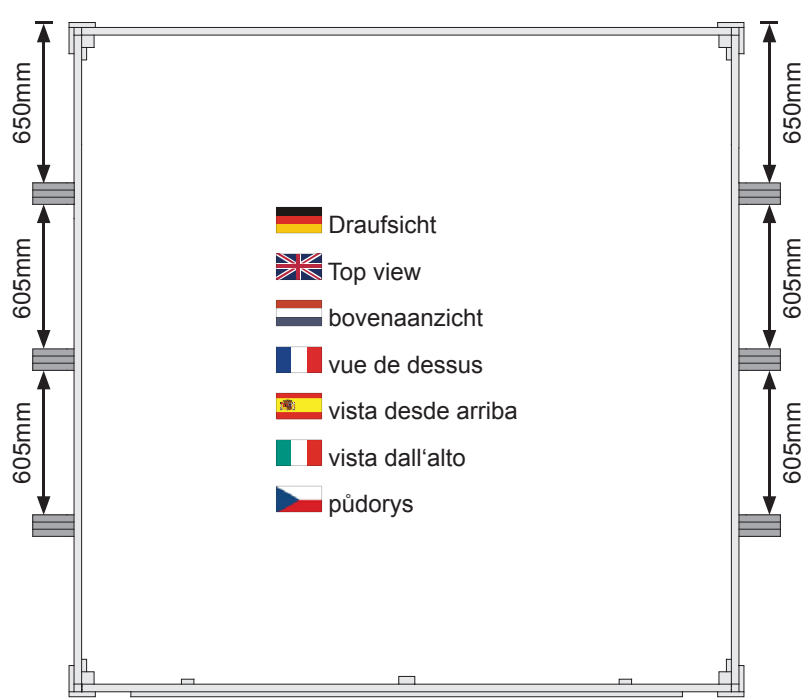 650mm
605mm
605mm
Draufsicht
Top view
bovenaanzicht
vue de dessus
vista desde arriba
vista dall‘alto
půdorys
650mm
605mm
605mm